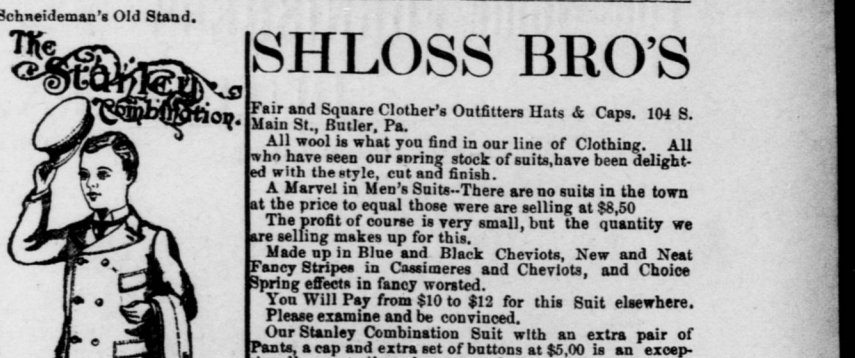 Schneideman's Old Stand.
The
Stanley
Combination.
SHLOSS BRO'S
Fair and Square Clother's Outfitters Hats & Caps. 104 S.
Main St., Butler, Pa.
All wool is what you find in our line of Clothing. All
who have seen our spring stock of suits,have been delight-
ed with the style, cut and finish.
A Marvel in Men's Suits--There are no suits in the town
at the price to equal those were are selling at $8,50
The profit of course is very small, but the quantity we
are selling makes up for this.
Made up in Blue and Black Cheviots, New and Neat
Fancy Stripes in Cassimeres and Cheviots, and Choice
Spring effects in fancy worsted.
You Will Pay from $10 to $12 for this Suit elsewhere.
Please examine and be convinced.
Our Stanley Combination Suit with an extra pair of
Pants, a cap and extra set of buttons at $5,00 is an excep-